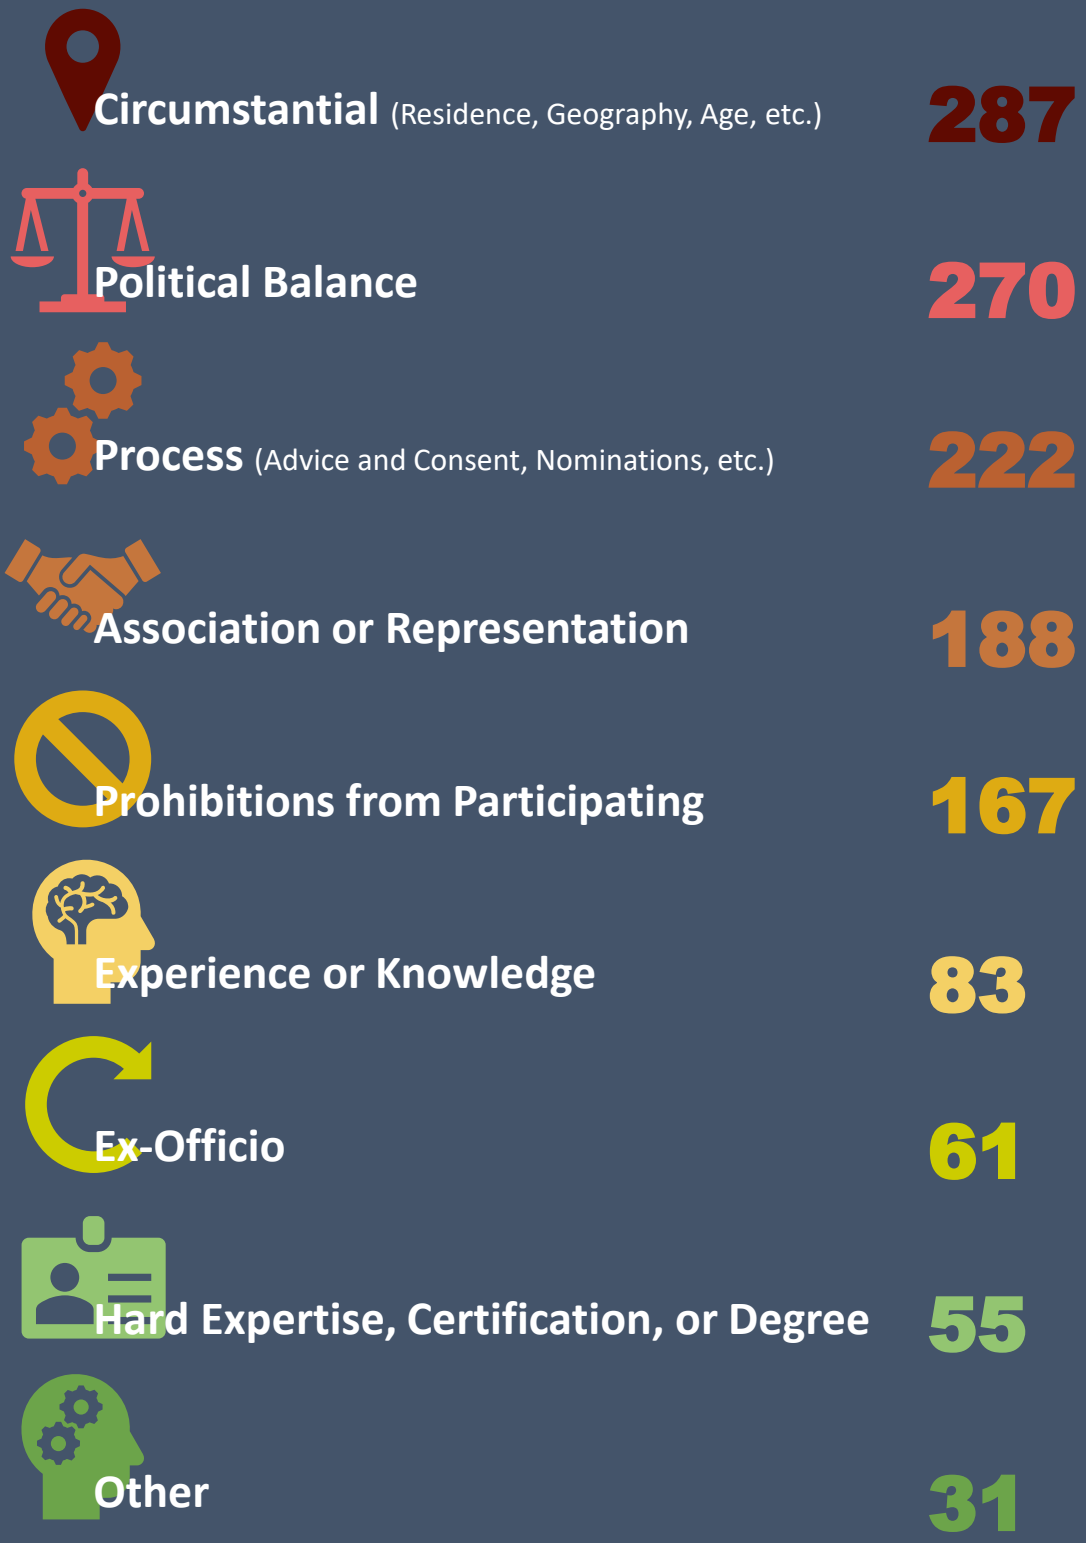 Circumstantial (Residence, Geography, Age, etc.) 287
Political Balance 270
Process (Advice and Consent, Nominations, etc.) 222
Association or Representation 188
Prohibitions from Participating 167
Experience or Knowledge 83
Ex-Officio 61
Hard Expertise, Certification, or Degree 55
Other 31